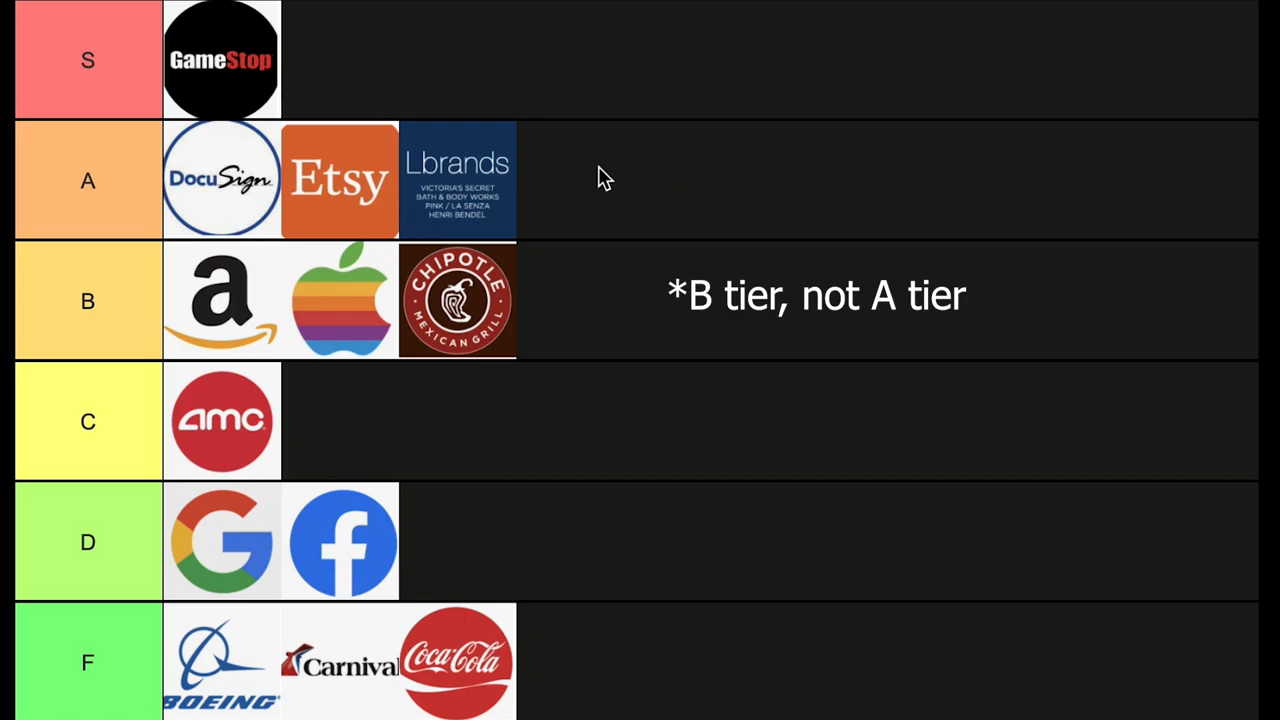 S
GameStop
A
DocuSign
Etsy
Lbrands
VICTORIA'S SECRET
BATH & BODY WORKS
PINK / LA SENZA
HENRI BENDEL
B
a
CHIPOTLE
MEXICAN GRILL
*B tier, not A tier
C
amc
D
G
f
F
BOEING
Carnival
Coca-Cola